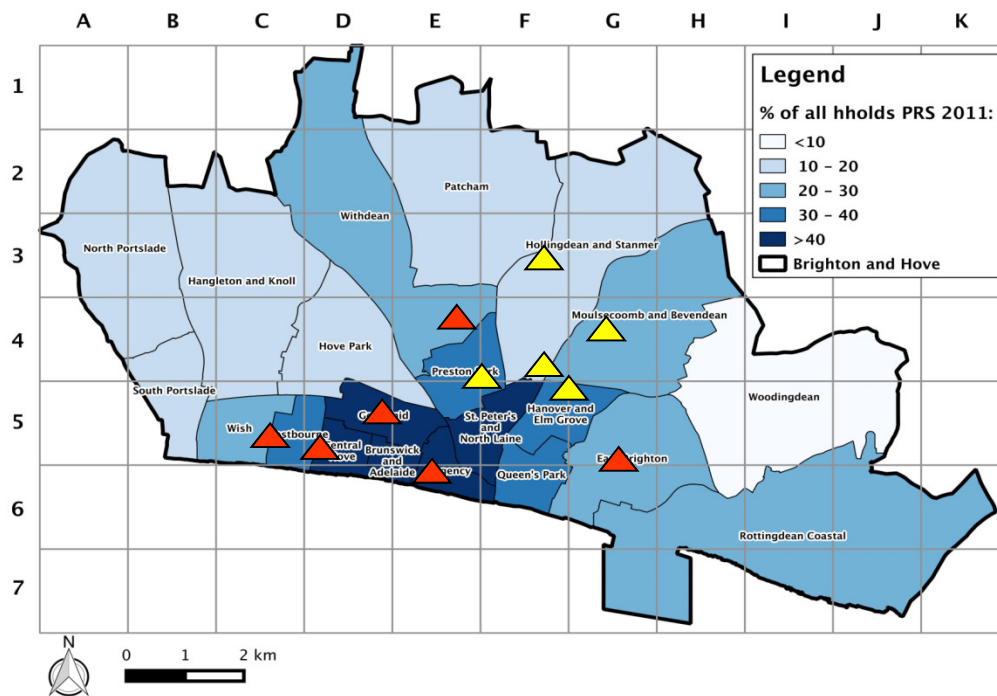 A B C D E F G H I J K
1
2
3
4
5
6
7
Legend
% of all hholds PRS 2011:
<10
10 – 20
20 – 30
30 – 40
>40
Brighton and Hove
Patcham
Withdean
North Portslade
Hollingdean and Stanmer
Hangleton and Knoll
Moulsecoomb and Bevendean
Hove Park
Preston Park
South Portslade
Woodingdean
Wish
St. Peter's
and
North Laine
Hanover and
Elm Grove
Brunswick
and
Adelaide
Queen's Park
Rottingdean Coastal
N
0 1 2 km